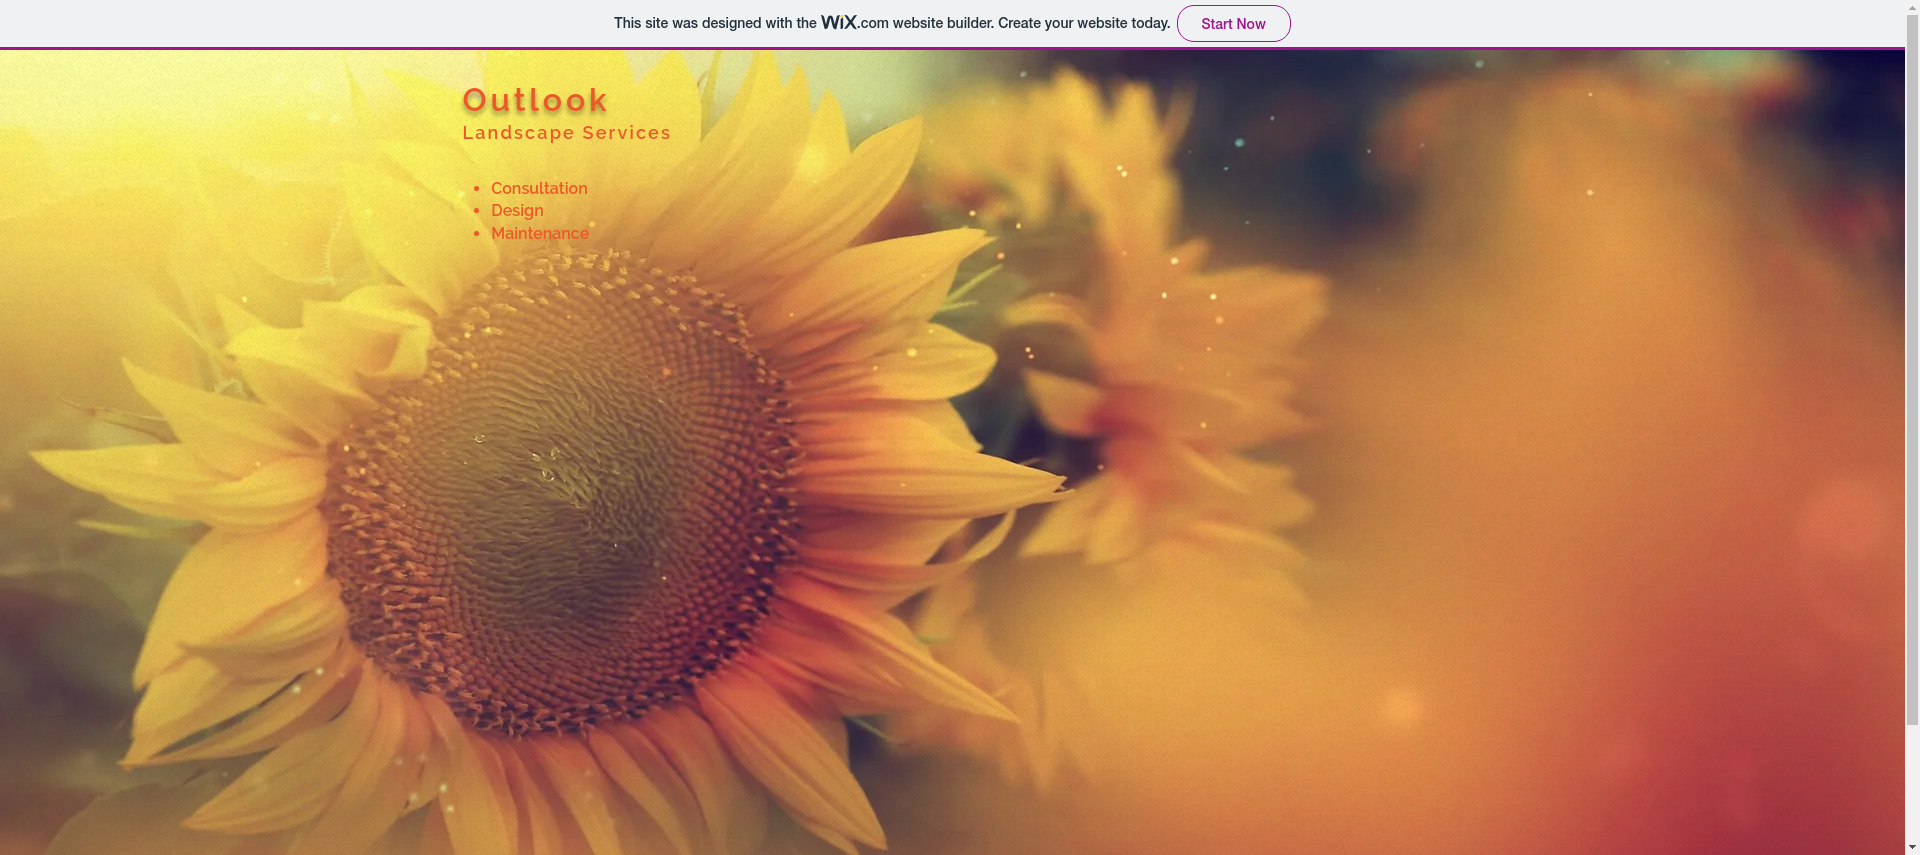 This site was designed with the WiX.com website builder. Create your website today. Start Now
Outlook
Landscape Services
Consultation
Design
Maintenance